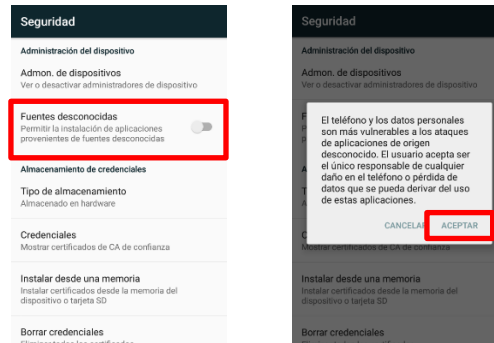 Seguridad
Administración del dispositivo
Admon. de dispositivos
Ver o desactivar administradores de dispositivo
Fuentes desconocidas
Permitir la instalación de aplicaciones
provenientes de fuentes desconocidas
Almacenamiento de credenciales
Tipo de almacenamiento
Almacenado en hardware
Credenciales
Mostrar certificados de CA de confianza
Instalar desde una memoria
Instalar certificados desde la memoria del
dispositivo o tarjeta SD
Borrar credenciales
Seguridad
Administración del dispositivo
Admon. de dispositivos
Ver o desactivar administradores de dispositivo
El teléfono y los datos personales
son más vulnerables a los ataques
de aplicaciones de origen
desconocido. El usuario acepta ser
el único responsable de cualquier
daño en el teléfono o pérdida de
datos que se pueda derivar del uso
de estas aplicaciones.
CANCELAR ACEPTAR
Mostrar certificados de CA de confianza
Instalar desde una memoria
Instalar certificados desde la memoria del
dispositivo o tarjeta SD
Borrar credenciales